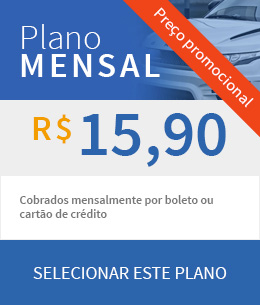 Plano
MENSAL
Preço promocional
R$ 15,90
Cobrados mensalmente por boleto ou
cartão de crédito
SELECIONAR ESTE PLANO